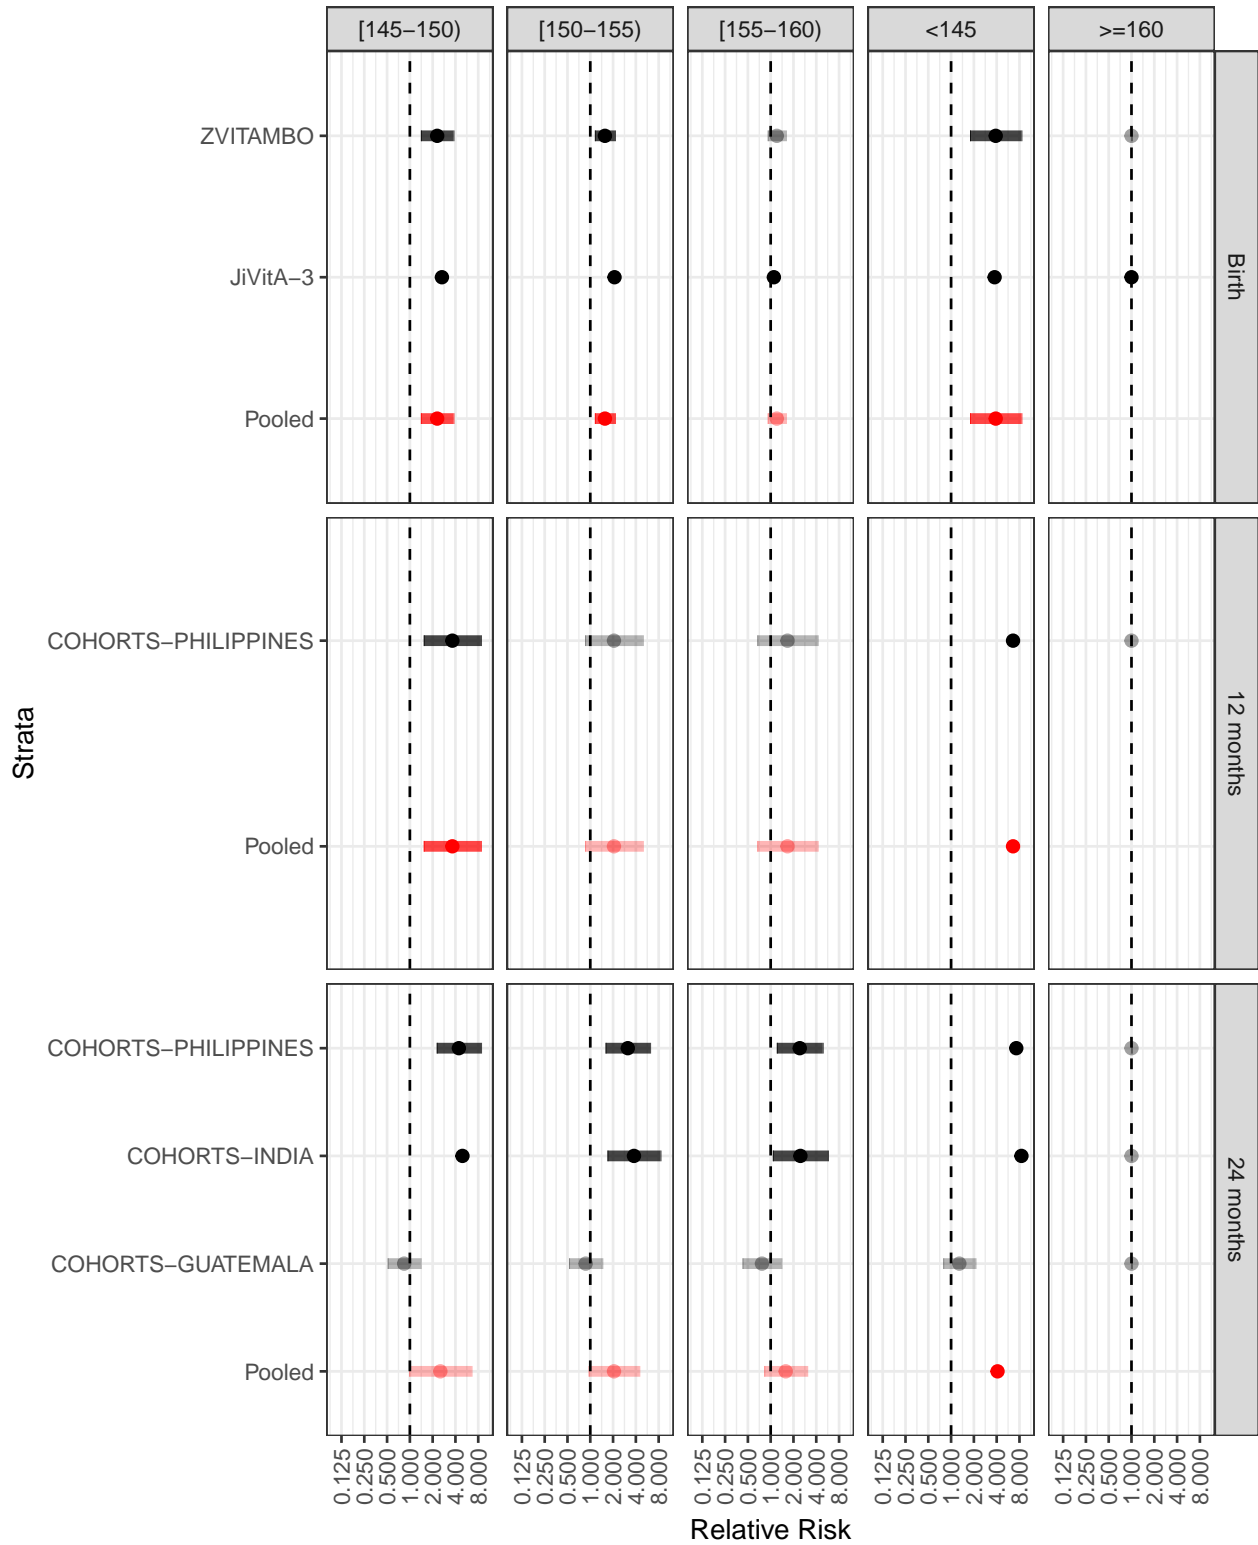 [145−150)
[150−155)
[155−160)
<145
>=160
ZVITAMBO
JiVitA−3
Pooled
Birth
COHORTS−PHILIPPINES
Pooled
12 months
COHORTS−PHILIPPINES
COHORTS−INDIA
COHORTS−GUATEMALA
Pooled
24 months
Strata
0.125 0.250 0.500 1.000 2.000 4.000 8.000
0.125 0.250 0.500 1.000 2.000 4.000 8.000
0.125 0.250 0.500 1.000 2.000 4.000 8.000
0.125 0.250 0.500 1.000 2.000 4.000 8.000
0.125 0.250 0.500 1.000 2.000 4.000 8.000
Relative Risk